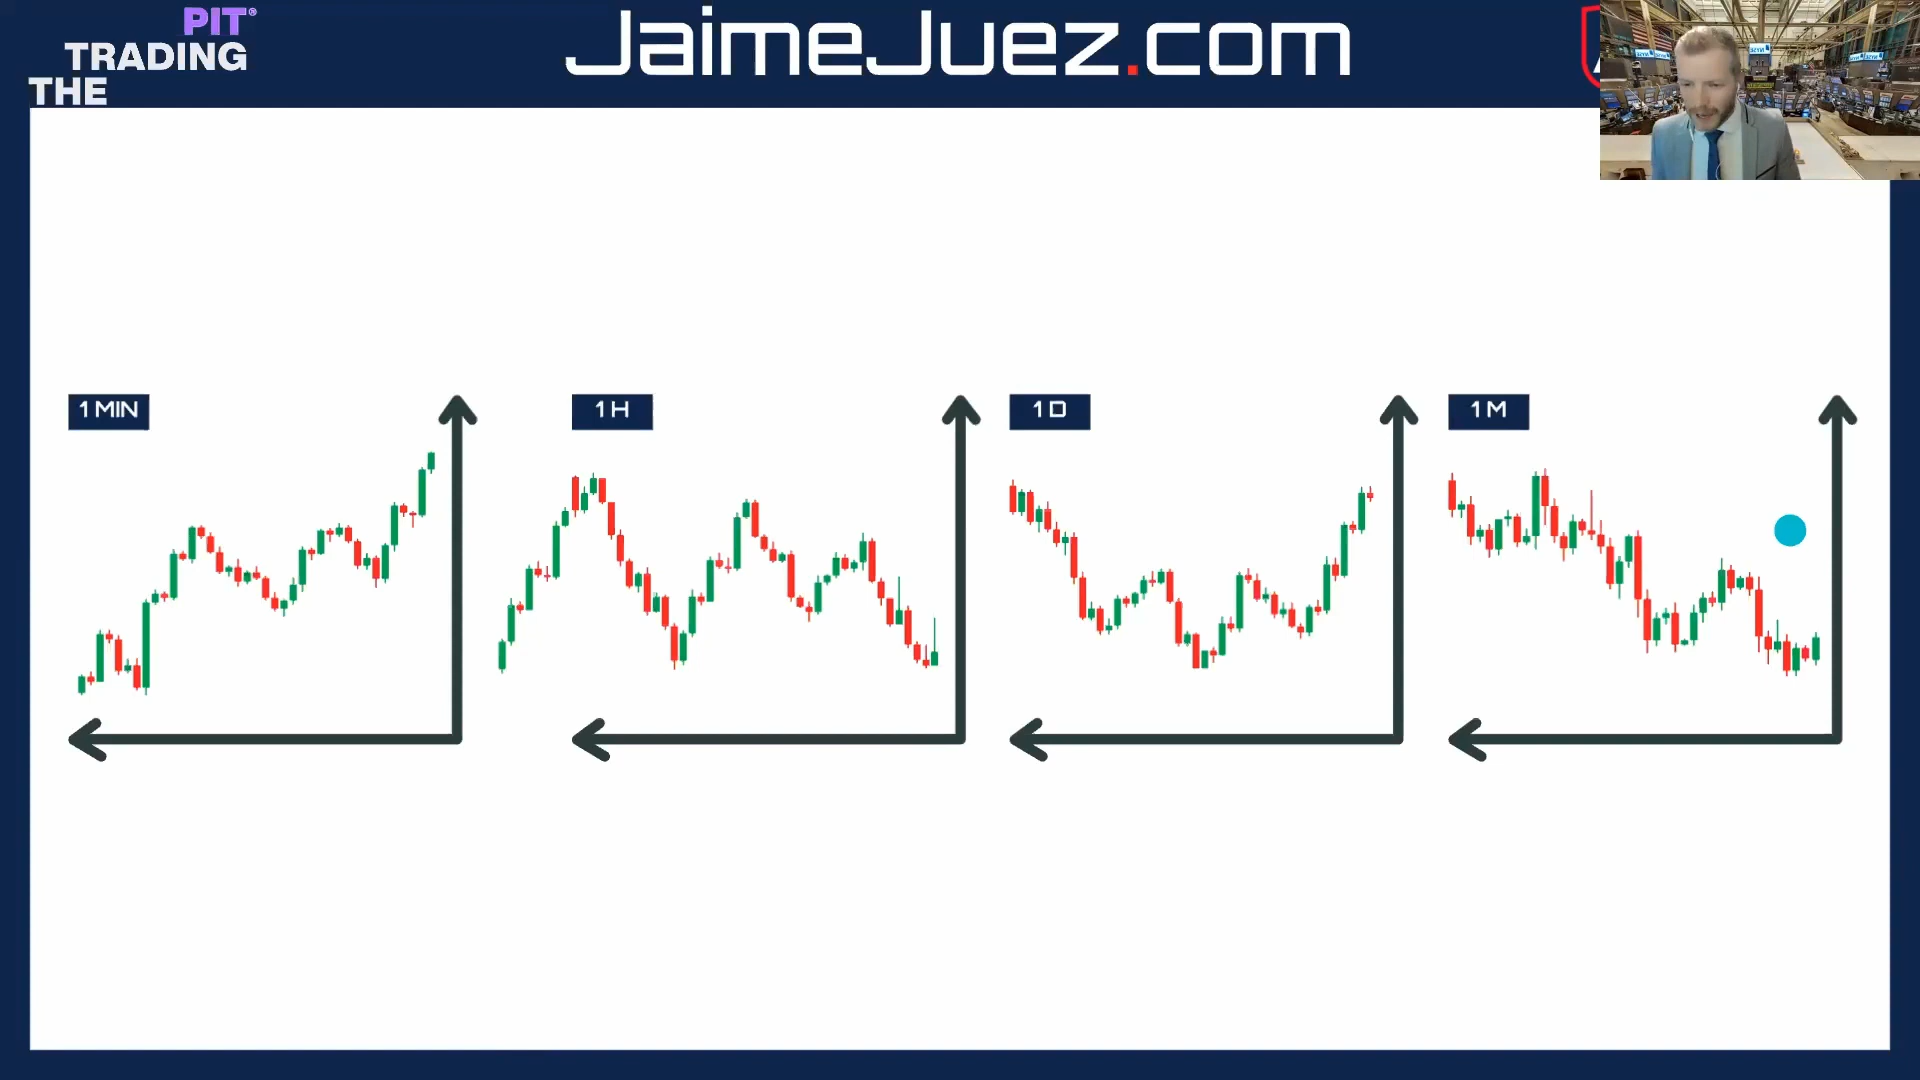 PIT®
TRADING
THE
JaimeJuez.com
1 MIN
1 H
1 D
1 M